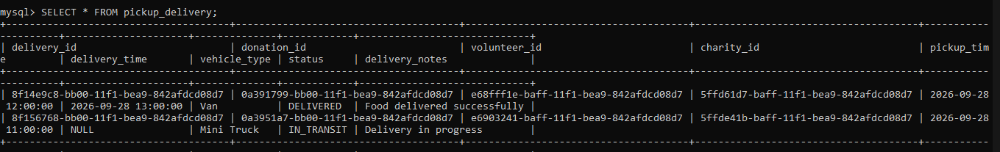 mysql> SELECT * FROM pickup_delivery;
+--------------------------------------+--------------------------------------+--------------------------------------+--------------------------------------+-----------
----------+---------------------+--------------+------------+-----------------------------+
| delivery_id                          | donation_id                          | volunteer_id                         | charity_id                           | pickup_tim
e         | delivery_time       | vehicle_type | status     | delivery_notes              |
+--------------------------------------+--------------------------------------+--------------------------------------+--------------------------------------+-----------
----------+---------------------+--------------+------------+-----------------------------+
| 8f14e9c8-bb00-11f1-bea9-842afdcd08d7 | 0a391799-bb00-11f1-bea9-842afdcd08d7 | e68fff1e-baff-11f1-bea9-842afdcd08d7 | 5ffd61d7-baff-11f1-bea9-842afdcd08d7 | 2026-09-28
 12:00:00 | 2026-09-28 13:00:00 | Van          | DELIVERED  | Food delivered successfully |
| 8f156768-bb00-11f1-bea9-842afdcd08d7 | 0a3951a7-bb00-11f1-bea9-842afdcd08d7 | e6903241-baff-11f1-bea9-842afdcd08d7 | 5ffde41b-baff-11f1-bea9-842afdcd08d7 | 2026-09-28
 11:00:00 | NULL                | Mini Truck   | IN_TRANSIT | Delivery in progress        |
+--------------------------------------+--------------------------------------+--------------------------------------+--------------------------------------+-----------